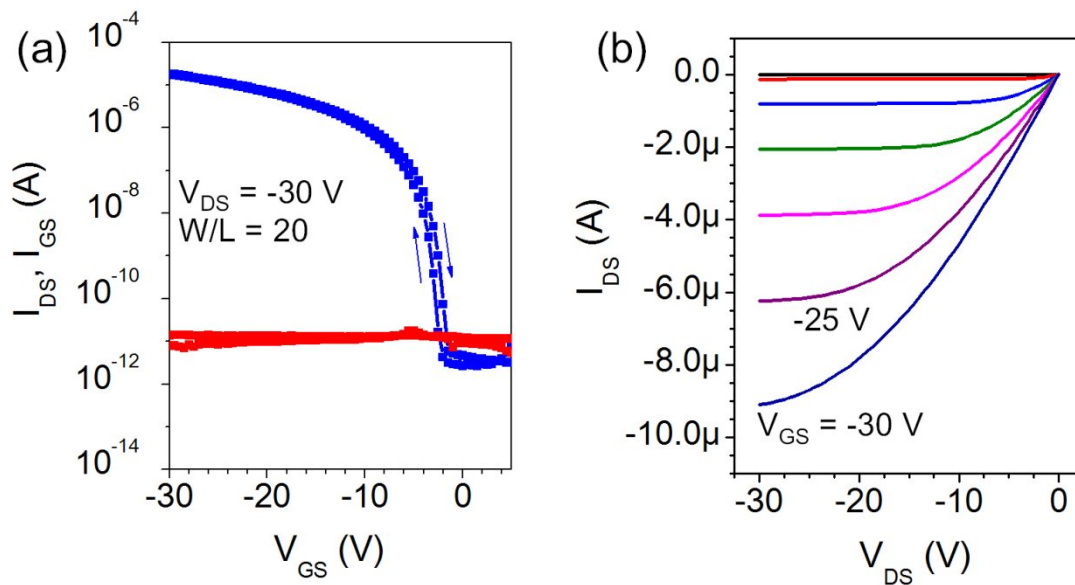 (a)
I_DS, I_GS (A)
10^-4
10^-6
10^-8
10^-10
10^-12
10^-14
V_DS = -30 V
W/L = 20
-30
-20
-10
0
V_GS (V)
(b)
I_DS (A)
0.0
-2.0µ
-4.0µ
-6.0µ
-8.0µ
-10.0µ
-25 V
V_GS = -30 V
-30
-20
-10
0
V_DS (V)